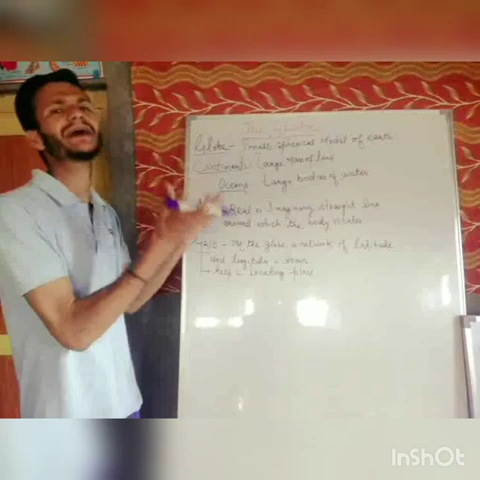 The
Globe - Small spherical Model of earth
Continent - Large Mass of land
Oceans - Large bodies of water
Real or Imaginary straight line
around which the body rotates
On the globe a network of latitude
and longitude
Help in locating place
InShOt